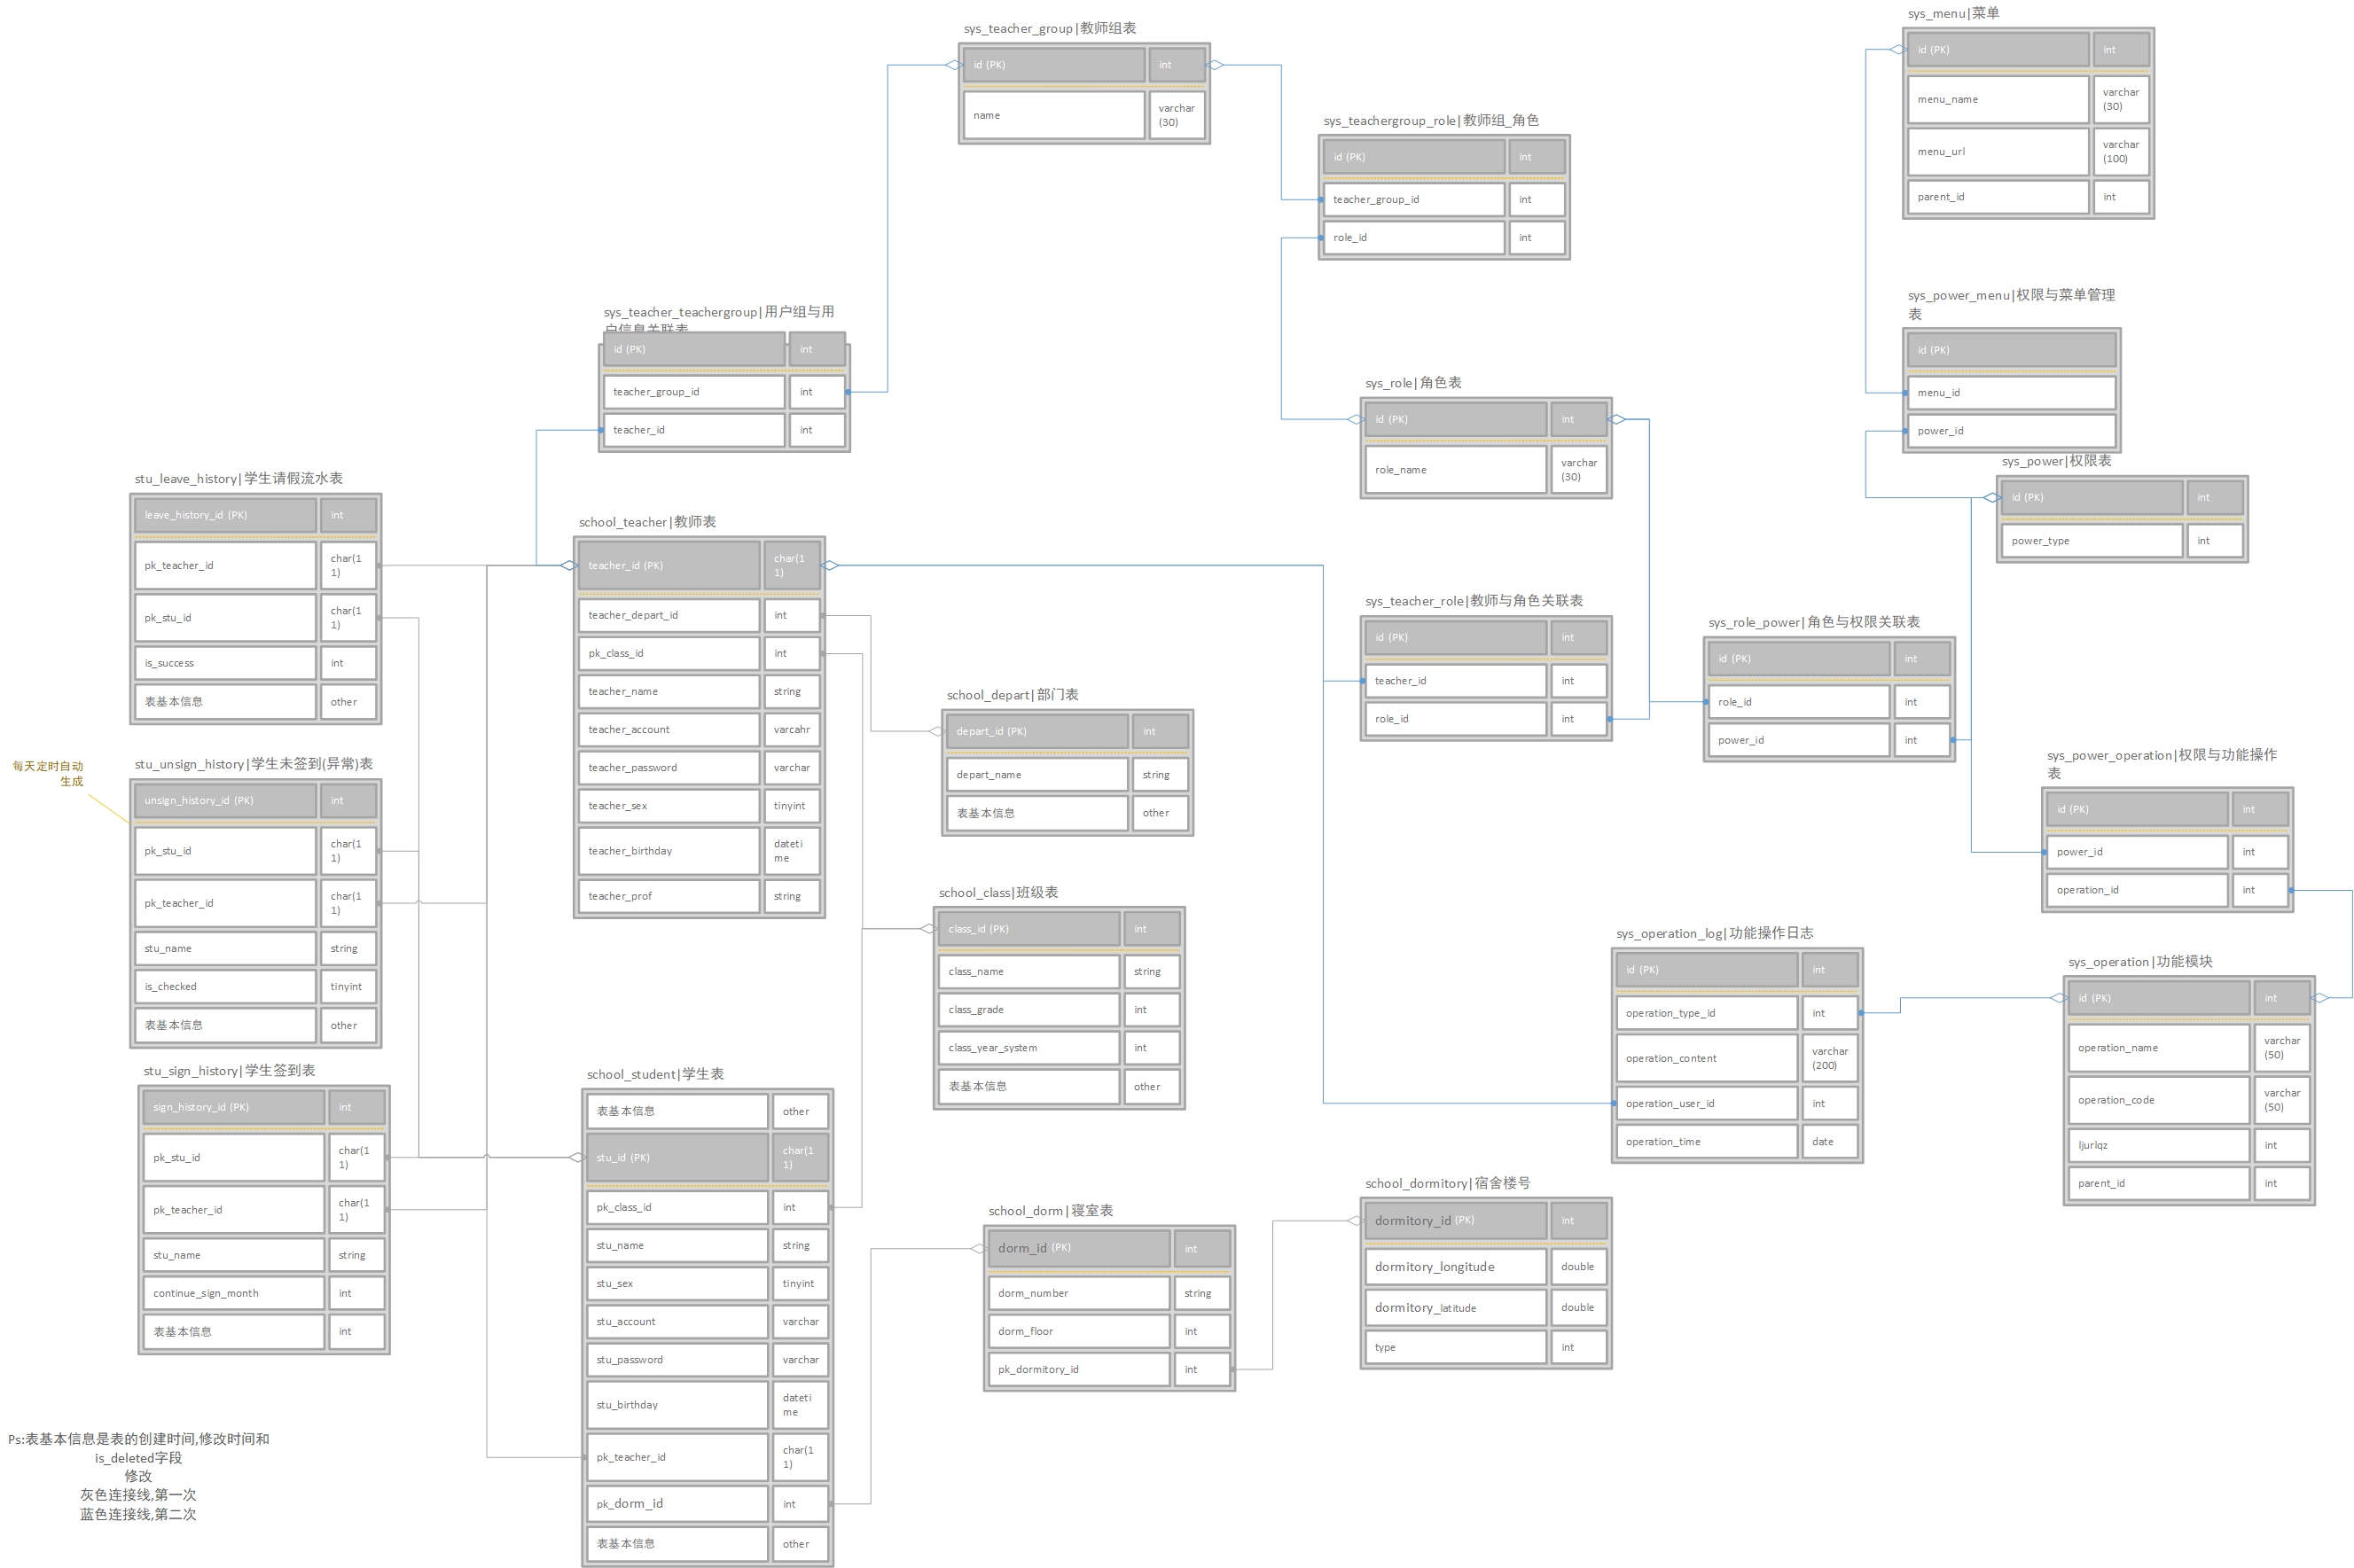 sys_teacher_group|教师组表
id (PK)
int
name
varchar
(30)
sys_menu|菜单
id (PK)
int
menu_name
varchar
(30)
menu_url
varchar
(100)
parent_id
int
sys_teachergroup_role|教师组_角色
id (PK)
int
teacher_group_id
int
role_id
int
sys_power_menu|权限与菜单管理
表
id (PK)
menu_id
power_id
sys_teacher_teachergroup|用户组与用
户信息关联表
id (PK)
int
teacher_group_id
int
teacher_id
int
sys_role|角色表
id (PK)
int
role_name
varchar
(30)
sys_power|权限表
id (PK)
int
power_type
int
stu_leave_history|学生请假流水表
leave_history_id (PK)
int
pk_teacher_id
char(1
1)
pk_stu_id
char(1
1)
is_success
int
表基本信息
other
school_teacher|教师表
teacher_id (PK)
char(1
1)
teacher_depart_id
int
pk_class_id
int
teacher_name
string
teacher_account
varcahr
teacher_password
varchar
teacher_sex
tinyint
teacher_birthday
dateti
me
teacher_prof
string
sys_teacher_role|教师与角色关联表
id (PK)
int
teacher_id
int
role_id
int
sys_role_power|角色与权限关联表
id (PK)
int
role_id
int
power_id
int
school_depart|部门表
depart_id (PK)
int
depart_name
string
表基本信息
other
sys_power_operation|权限与功能操作
表
id (PK)
int
power_id
int
operation_id
int
每天定时自动
生成
stu_unsign_history|学生未签到(异常)表
unsign_history_id (PK)
int
pk_stu_id
char(1
1)
pk_teacher_id
char(1
1)
stu_name
string
is_checked
tinyint
表基本信息
other
school_class|班级表
class_id (PK)
int
class_name
string
class_grade
int
class_year_system
int
表基本信息
other
sys_operation_log|功能操作日志
id (PK)
int
operation_type_id
int
operation_content
varchar
(200)
operation_user_id
int
operation_time
date
sys_operation|功能模块
id (PK)
int
operation_name
varchar
(50)
operation_code
varchar
(50)
ljurlqz
int
parent_id
int
stu_sign_history|学生签到表
sign_history_id (PK)
int
pk_stu_id
char(1
1)
pk_teacher_id
char(1
1)
stu_name
string
continue_sign_month
int
表基本信息
int
school_student|学生表
表基本信息
other
stu_id (PK)
char(1
1)
pk_class_id
int
stu_name
string
stu_sex
tinyint
stu_account
varchar
stu_password
varchar
stu_birthday
dateti
me
pk_teacher_id
char(1
1)
pk_dorm_id
int
表基本信息
other
school_dorm|寝室表
dorm_id (PK)
int
dorm_number
string
dorm_floor
int
pk_dormitory_id
int
school_dormitory|宿舍楼号
dormitory_id (PK)
int
dormitory_longitude
double
dormitory_latitude
double
type
int
Ps:表基本信息是表的创建时间,修改时间和
is_deleted字段
修改
灰色连接线,第一次
蓝色连接线,第二次